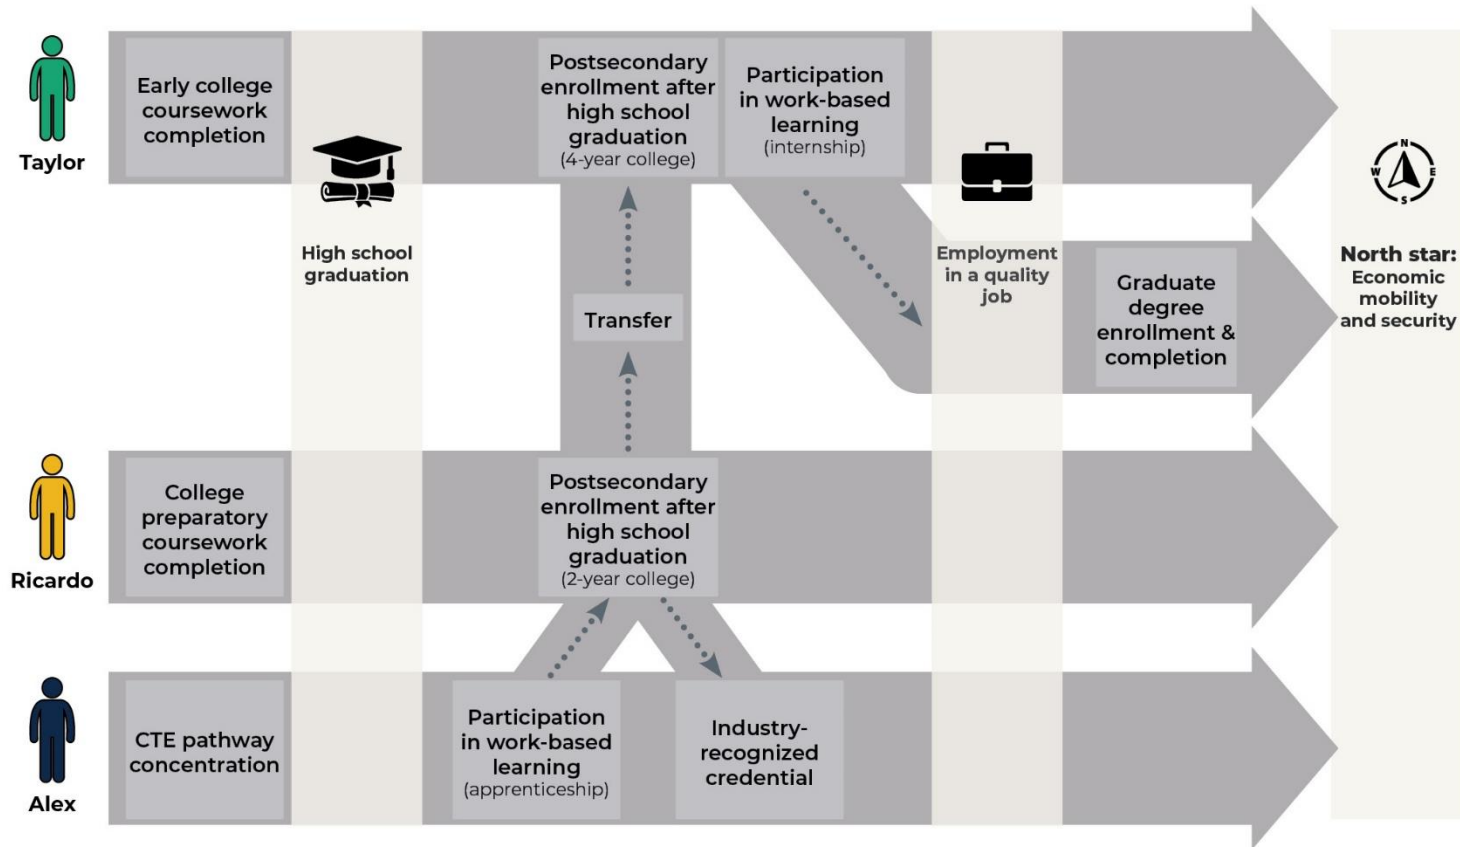 Taylor
Early college
coursework
completion
High school
graduation
Postsecondary
enrollment after
high school
graduation
(4-year college)
Participation
in work-based
learning
(internship)
Transfer
Employment
in a quality
job
Graduate
degree
enrollment &
completion
N
W
E
S
North star:
Economic
mobility
and security
Ricardo
College
preparatory
coursework
completion
Postsecondary
enrollment after
high school
graduation
(2-year college)
Alex
CTE pathway
concentration
Participation
in work-based
learning
(apprenticeship)
Industry-
recognized
credential